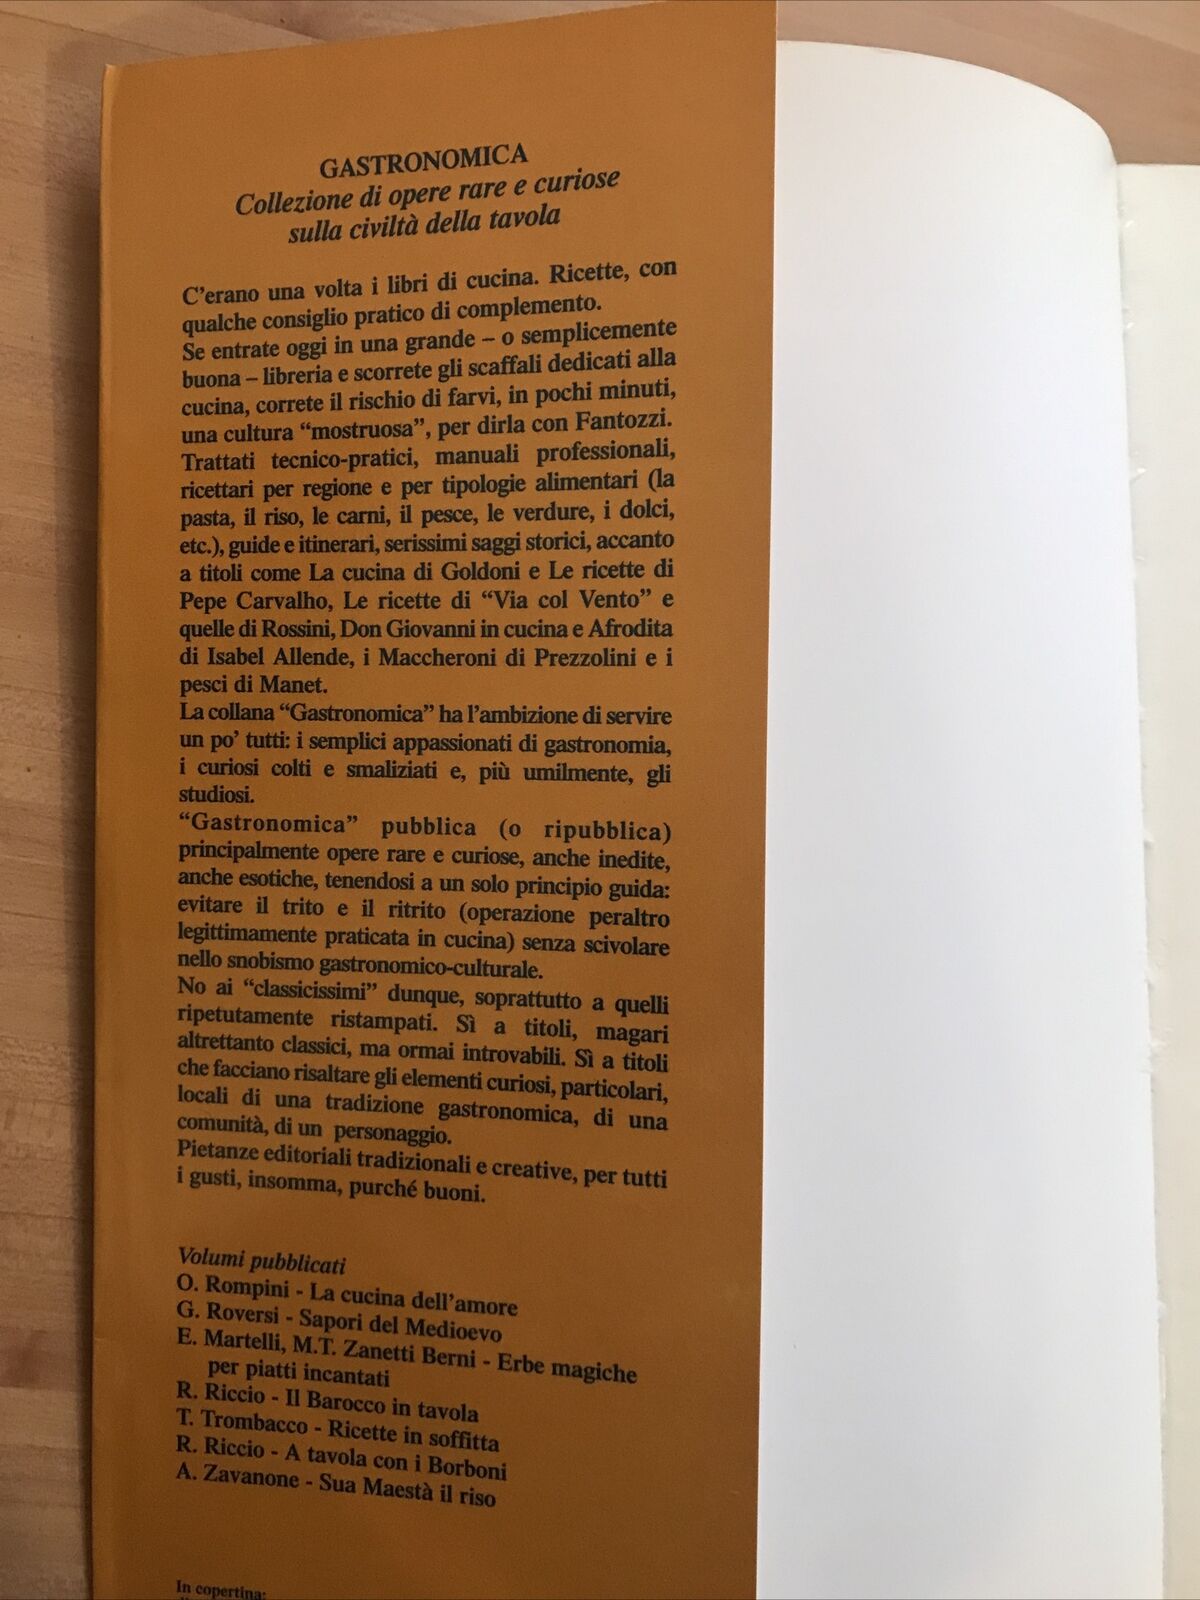 GASTRONOMICA
Collezione di opere rare e curiose
sulla civiltà della tavola
C'erano una volta i libri di cucina. Ricette, con
qualche consiglio pratico di complemento.
Se entrate oggi in una grande – o semplicemente
buona – libreria e scorrete gli scaffali dedicati alla
cucina, correte il rischio di farvi, in pochi minuti,
una cultura “mostruosa”, per dirla con Fantozzi.
Trattati tecnico-pratici, manuali professionali,
ricettari per regione e per tipologie alimentari (la
pasta, il riso, le carni, il pesce, le verdure, i dolci,
etc.), guide e itinerari, serissimi saggi storici, accanto
a titoli come La cucina di Goldoni e Le ricette di
Pepe Carvalho, Le ricette di “Via col Vento” e
quelle di Rossini, Don Giovanni in cucina e Afrodita
di Isabel Allende, i Maccheroni di Prezzolini e i
pesci di Manet.
La collana “Gastronomica” ha l'ambizione di servire
un po' tutti: i semplici appassionati di gastronomia,
i curiosi colti e smaliziati e, più umilmente, gli
studiosi.
“Gastronomica” pubblica (o ripubblica)
principalmente opere rare e curiose, anche inedite,
anche esotiche, tenendosi a un solo principio guida:
evitare il trito e il ritrito (operazione peraltro
legittimamente praticata in cucina) senza scivolare
nello snobismo gastronomico-culturale.
No ai “classicissimi” dunque, soprattutto a quelli
ripetutamente ristampati. Sì a titoli, magari
altrettanto classici, ma ormai introvabili. Sì a titoli
che facciano risaltare gli elementi curiosi, particolari,
locali di una tradizione gastronomica, di una
comunità, di un personaggio.
Pietanze editoriali tradizionali e creative, per tutti
i gusti, insomma, purché buoni.
Volumi pubblicati
O. Rompini - La cucina dell'amore
G. Roversi - Sapori del Medioevo
E. Martelli, M.T. Zanetti Berni - Erbe magiche
per piatti incantati
R. Riccio - Il Barocco in tavola
T. Trombacco - Ricette in soffitta
R. Riccio - A tavola con i Borboni
A. Zavanone - Sua Maestà il riso
In copertina: